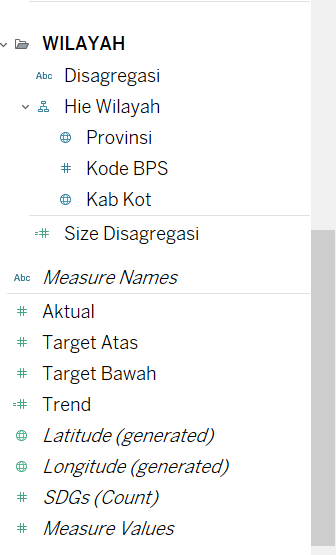 WILAYAH
Abc Disagregasi
Hie Wilayah
Provinsi
# Kode BPS
Kab Kot
=# Size Disagregasi
Abc Measure Names
# Aktual
# Target Atas
# Target Bawah
=# Trend
Latitude (generated)
Longitude (generated)
# SDGs (Count)
# Measure Values